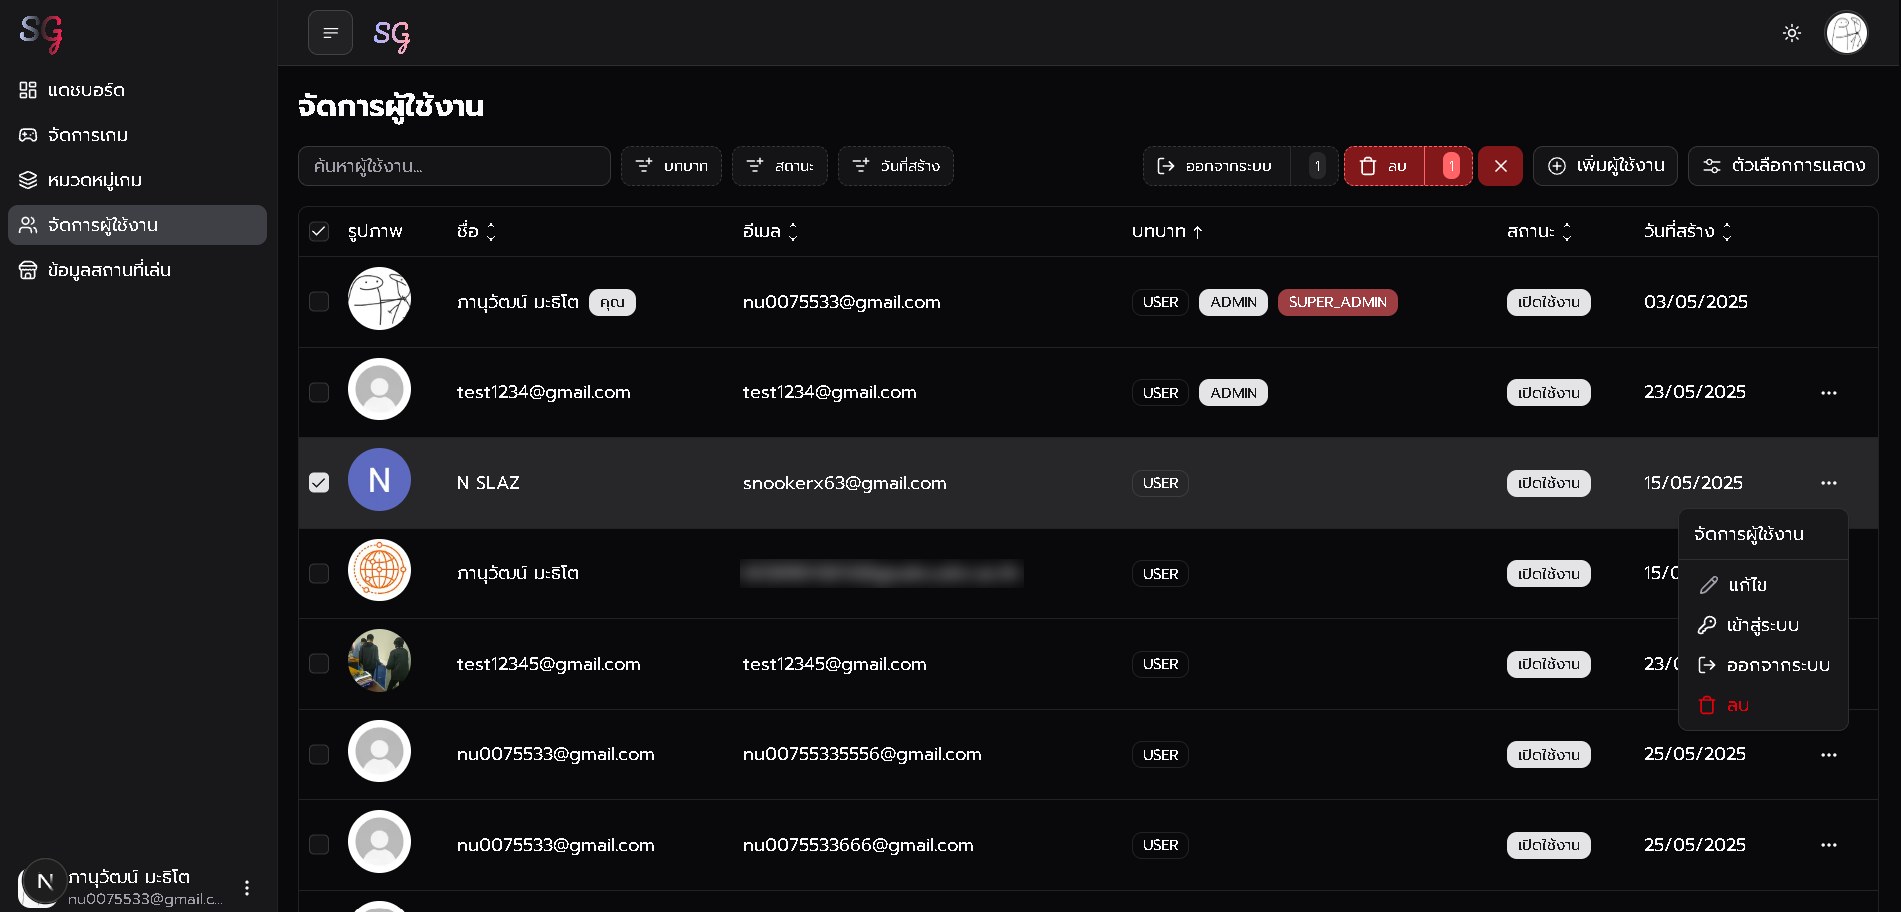 SG
SG
แดชบอร์ด
จัดการเกม
หมวดหมู่เกม
จัดการผู้ใช้งาน
ข้อมูลสถานที่เล่น
จัดการผู้ใช้งาน
ค้นหาผู้ใช้งาน... บทบาท สถานะ วันที่สร้าง ออกจากระบบ 1 ลบ 1 เพิ่มผู้ใช้งาน ตัวเลือกการแสดง
รูปภาพ ชื่อ อีเมล บทบาท สถานะ วันที่สร้าง
ภานุวัฒน์ มะธิโต คุณ nu0075533@gmail.com USER ADMIN SUPER_ADMIN เปิดใช้งาน 03/05/2025
test1234@gmail.com test1234@gmail.com USER ADMIN เปิดใช้งาน 23/05/2025
N N SLAZ snookerx63@gmail.com USER เปิดใช้งาน 15/05/2025
ภานุวัฒน์ มะธิโต USER เปิดใช้งาน 15/0
test12345@gmail.com test12345@gmail.com USER เปิดใช้งาน 23/0
จัดการผู้ใช้งาน
แก้ไข
เข้าสู่ระบบ
ออกจากระบบ
ลบ
nu0075533@gmail.com nu00755335556@gmail.com USER เปิดใช้งาน 25/05/2025
nu0075533@gmail.com nu0075533666@gmail.com USER เปิดใช้งาน 25/05/2025
N ภานุวัฒน์ มะธิโต
nu0075533@gmail.c...